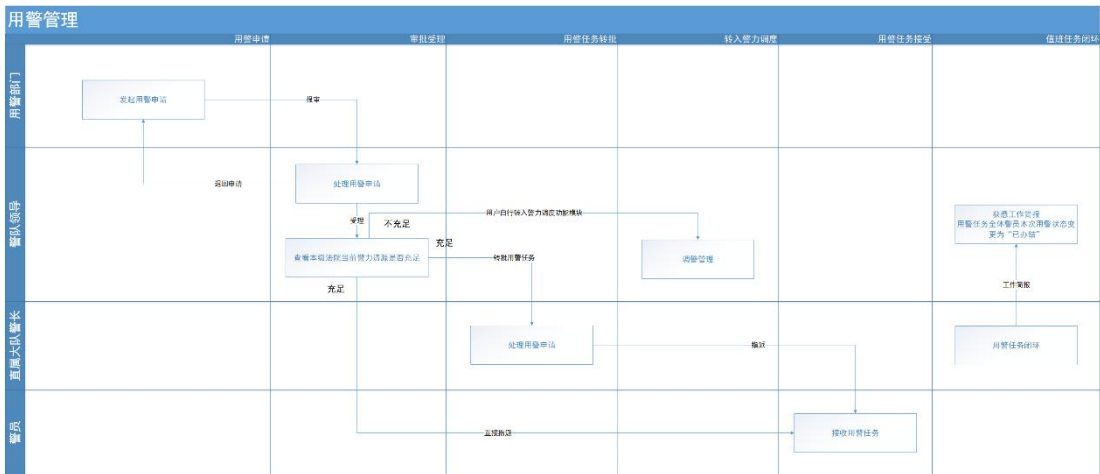 用警管理
用警申请
审批受理
用警任务转批
转入警力调度
用警任务接受
值班任务闭环
用警部门
发起用警申请
报审
警队领导
退回申请
处理用警申请
受理
不充足
用户自行转入警力调度功能模块
充足
查看本级法院当前警力资源是否充足
转批用警任务
调警管理
获悉工作简报
用警任务全体警员本次用警状态变
更为“已办结”
充足
工作简报
直属大队警长
处理用警申请
指派
用警任务闭环
警员
直接指派
接收用警任务